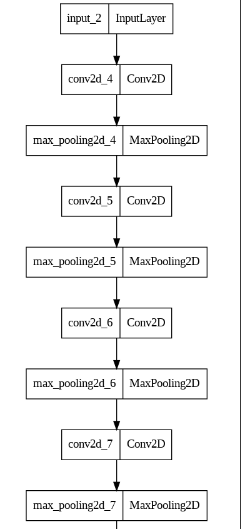 input_2 InputLayer
conv2d_4 Conv2D
max_pooling2d_4 MaxPooling2D
conv2d_5 Conv2D
max_pooling2d_5 MaxPooling2D
conv2d_6 Conv2D
max_pooling2d_6 MaxPooling2D
conv2d_7 Conv2D
max_pooling2d_7 MaxPooling2D